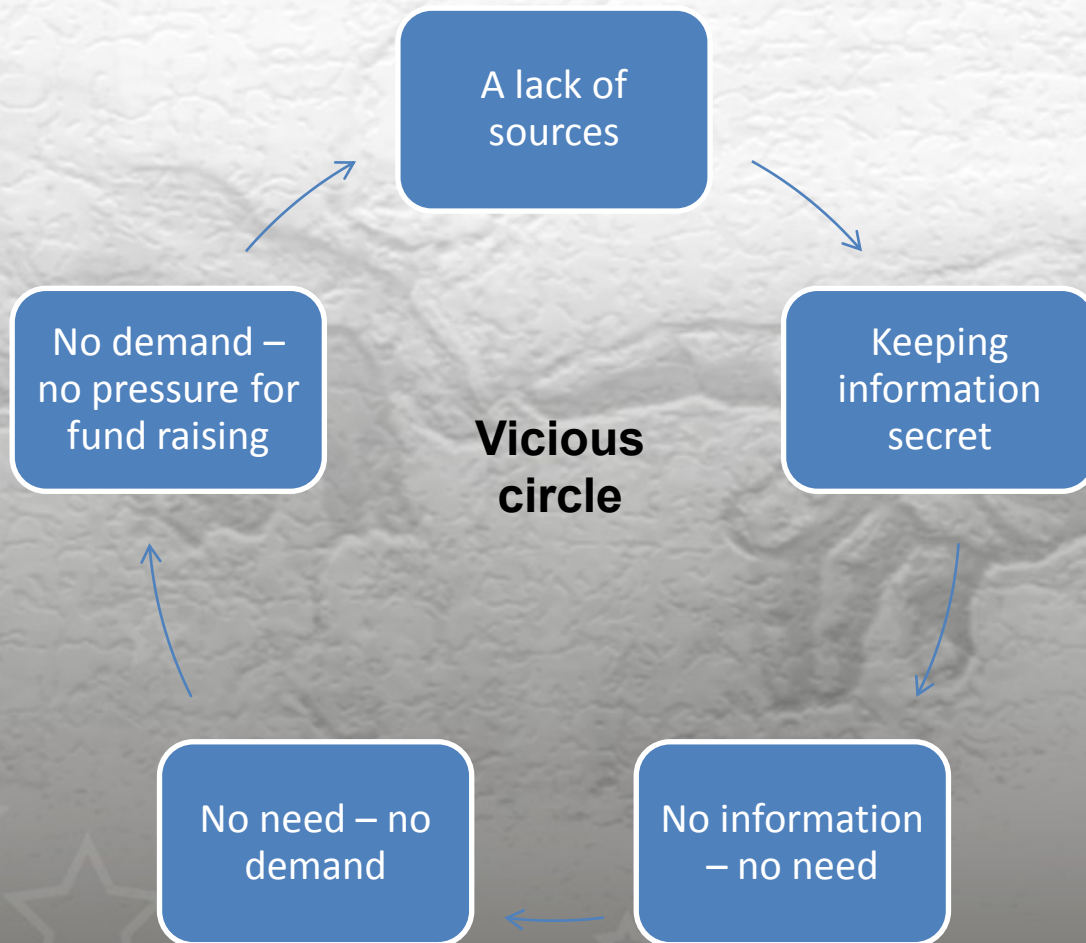 A lack of
sources
Keeping
information
secret
No information
– no need
No need – no
demand
No demand –
no pressure for
fund raising
Vicious
circle